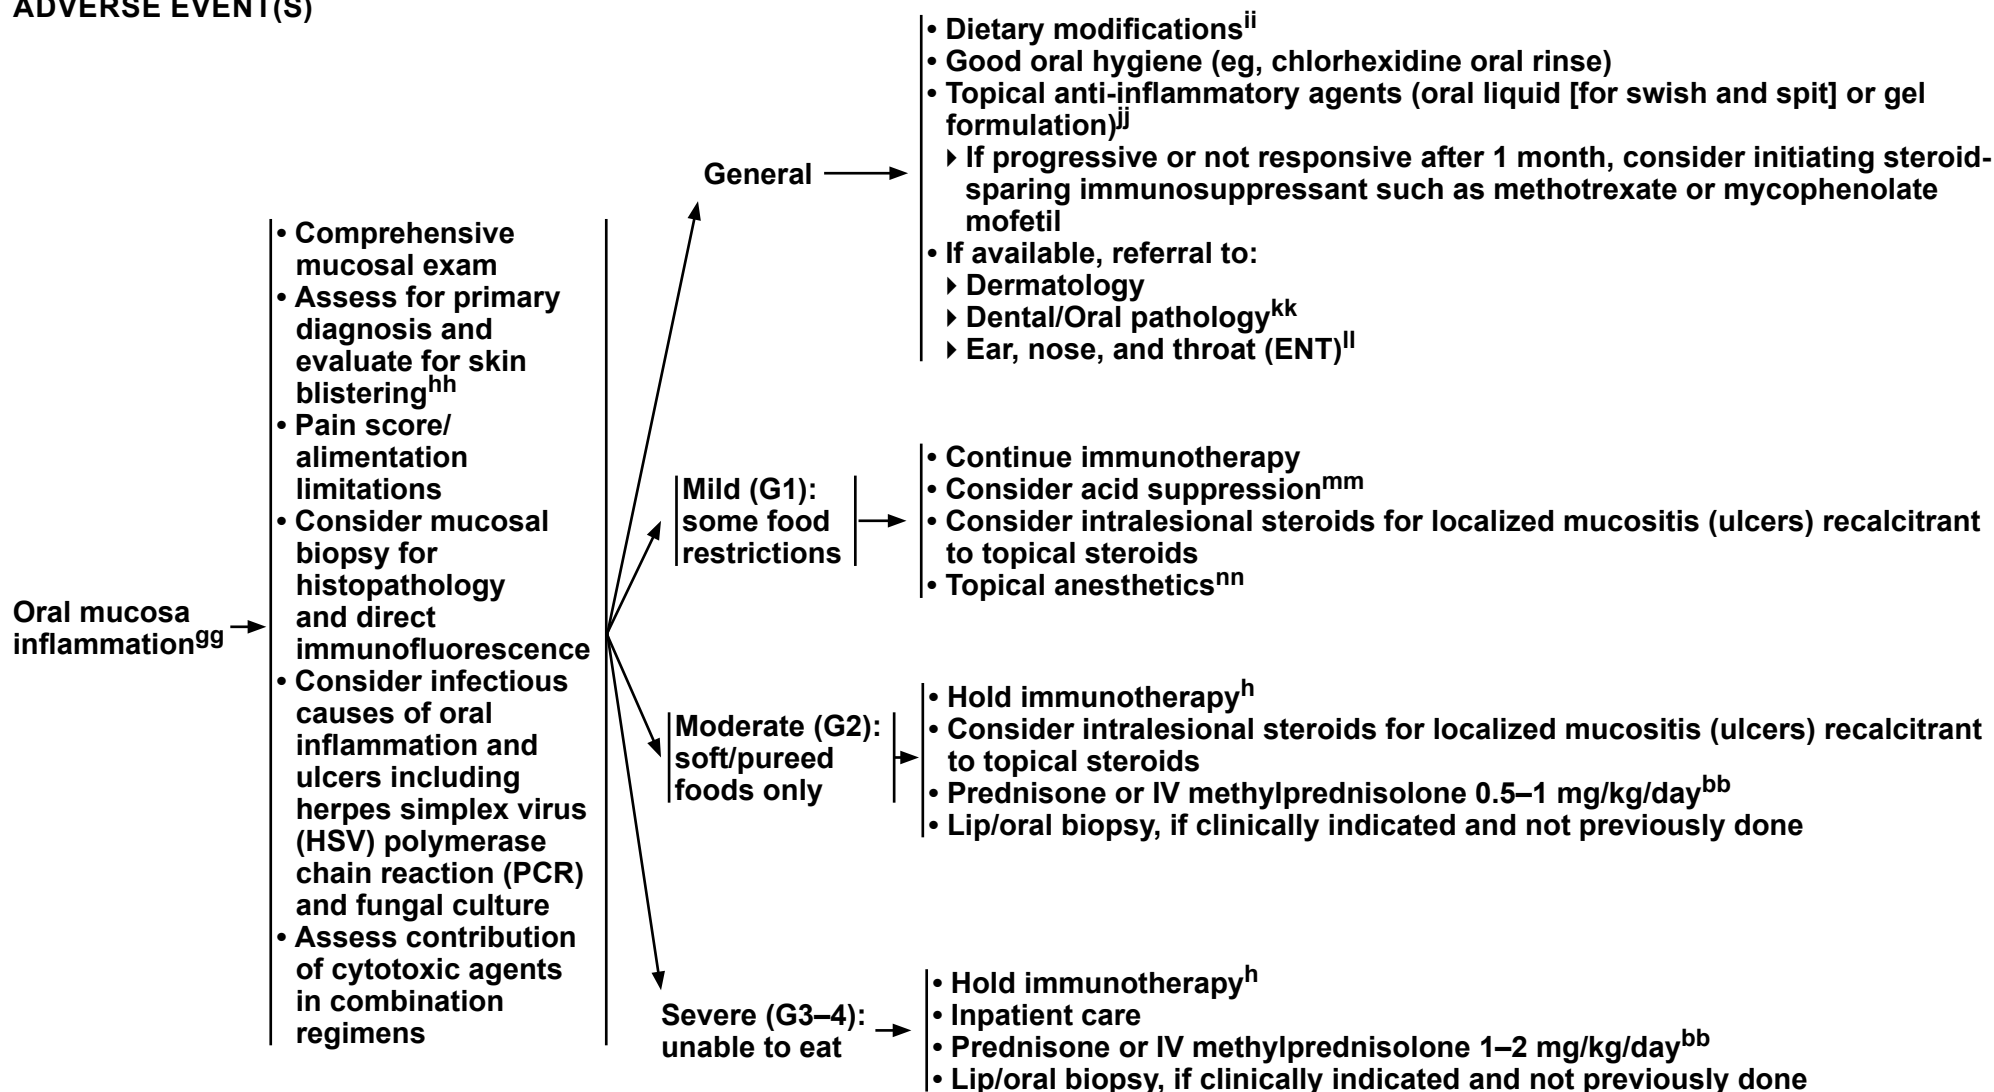 ADVERSE EVENT(S)
Oral mucosa
inflammationgg
• Comprehensive
mucosal exam
• Assess for primary
diagnosis and
evaluate for skin
blisteringhh
• Pain score/
alimentation
limitations
• Consider mucosal
biopsy for
histopathology
and direct
immunofluorescence
• Consider infectious
causes of oral
inflammation and
ulcers including
herpes simplex virus
(HSV) polymerase
chain reaction (PCR)
and fungal culture
• Assess contribution
of cytotoxic agents
in combination
regimens
General
• Dietary modificationsii
• Good oral hygiene (eg, chlorhexidine oral rinse)
• Topical anti-inflammatory agents (oral liquid [for swish and spit] or gel
formulation)jj
‣ If progressive or not responsive after 1 month, consider initiating steroid-
sparing immunosuppressant such as methotrexate or mycophenolate
mofetil
• If available, referral to:
‣ Dermatology
‣ Dental/Oral pathologykk
‣ Ear, nose, and throat (ENT)ll
Mild (G1):
some food
restrictions
• Continue immunotherapy
• Consider acid suppressionmm
• Consider intralesional steroids for localized mucositis (ulcers) recalcitrant
to topical steroids
• Topical anestheticsnn
Moderate (G2):
soft/pureed
foods only
• Hold immunotherapyh
• Consider intralesional steroids for localized mucositis (ulcers) recalcitrant
to topical steroids
• Prednisone or IV methylprednisolone 0.5–1 mg/kg/daybb
• Lip/oral biopsy, if clinically indicated and not previously done
Severe (G3–4):
unable to eat
• Hold immunotherapyh
• Inpatient care
• Prednisone or IV methylprednisolone 1–2 mg/kg/daybb
• Lip/oral biopsy, if clinically indicated and not previously done